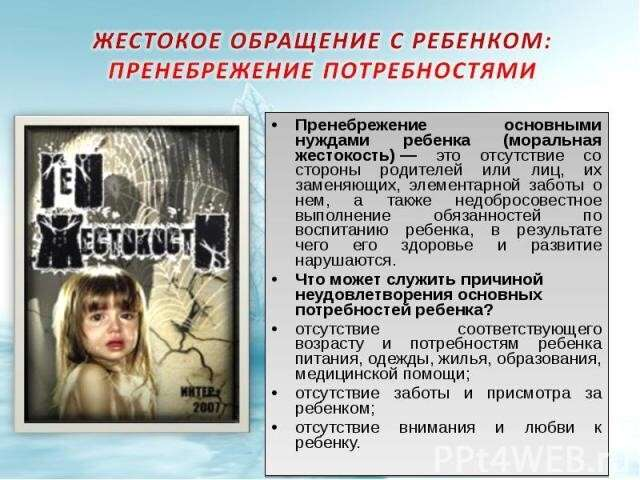 ЖЕСТОКОЕ ОБРАЩЕНИЕ С РЕБЕНКОМ:
ПРЕНЕБРЕЖЕНИЕ ПОТРЕБНОСТЯМИ
ГЕН
ЖЕСТОКОСТИ
ИНТЕР
2007
• Пренебрежение основными
нуждами ребенка (моральная
жестокость) — это отсутствие со
стороны родителей или лиц, их
заменяющих, элементарной заботы о
нем, а также недобросовестное
выполнение обязанностей по
воспитанию ребенка, в результате
чего его здоровье и развитие
нарушаются.
• Что может служить причиной
неудовлетворения основных
потребностей ребенка?
• отсутствие соответствующего
возрасту и потребностям ребенка
питания, одежды, жилья, образования,
медицинской помощи;
• отсутствие заботы и присмотра за
ребенком;
• отсутствие внимания и любви к
ребенку.
PPt4WEB.ru